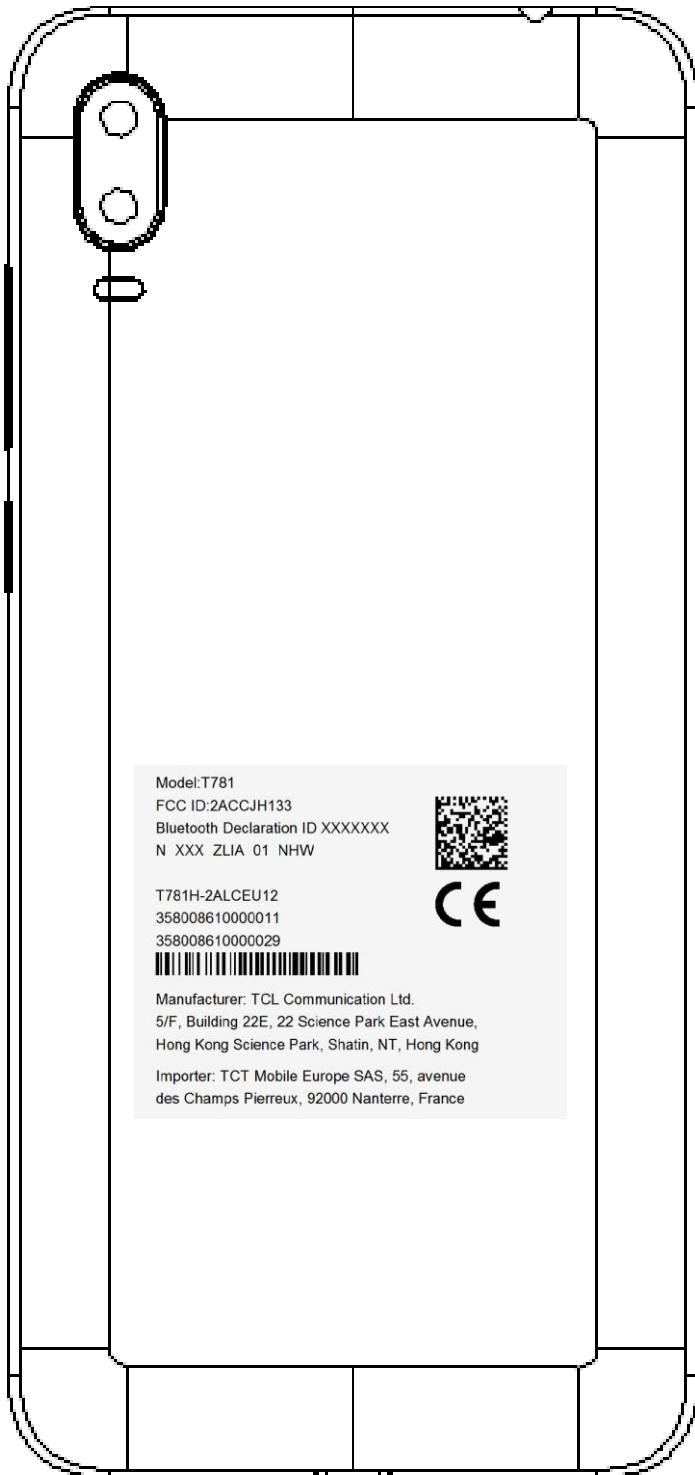 Model:T781
FCC ID:2ACCJH133
Bluetooth Declaration ID XXXXXXX
N XXX ZLIA 01 NHW
CE
T781H-2ALCEU12
358008610000011
358008610000029
Manufacturer: TCL Communication Ltd.
5/F, Building 22E, 22 Science Park East Avenue,
Hong Kong Science Park, Shatin, NT, Hong Kong
Importer: TCT Mobile Europe SAS, 55, avenue
des Champs Pierreux, 92000 Nanterre, France